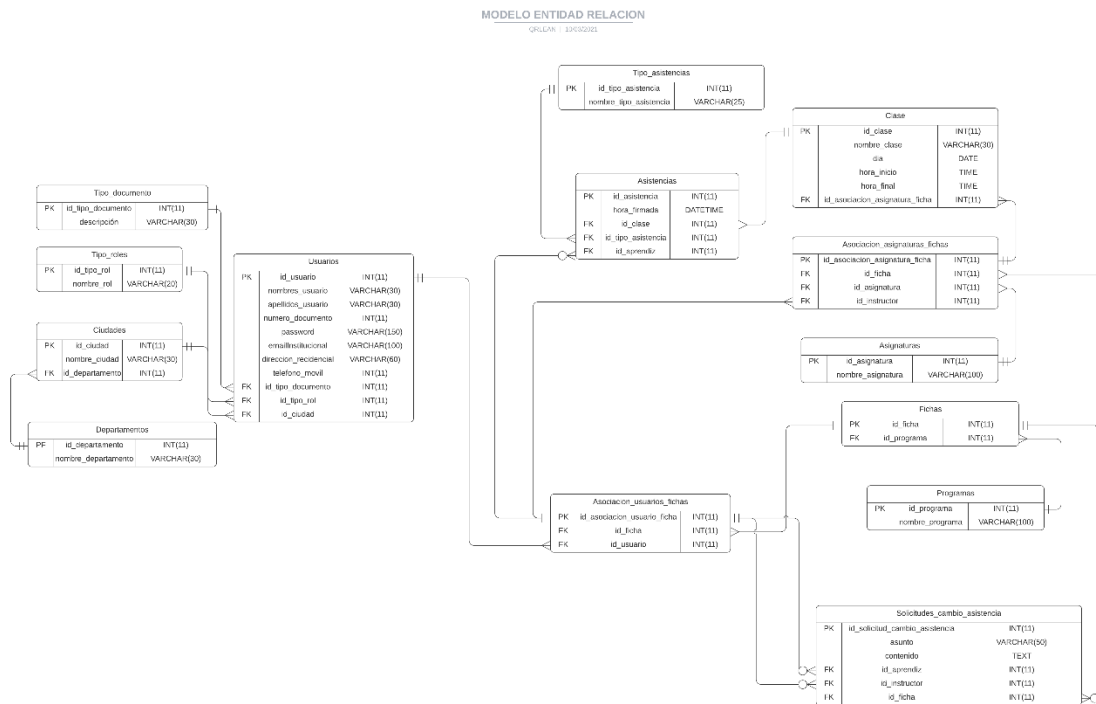 MODELO ENTIDAD RELACION
QRLEAN | 13/05/2021
Tipo_asistencias
PK id_tipo_asistencia INT(11)
nombre_tipo_asistencia VARCHAR(25)
Clase
PK id_clase INT(11)
nombre_clase VARCHAR(30)
dia DATE
hora_inicio TIME
hora_final TIME
FK id_asociacion_asignatura_ficha INT(11)
Asistencias
PK id_asistencia INT(11)
hora_firmada DATETIME
FK id_clase INT(11)
FK id_tipo_asistencia INT(11)
FK id_aprendiz INT(11)
Tipo_documento
PK id_tipo_documento INT(11)
descripción VARCHAR(30)
Tipo_roles
PK id_tipo_rol INT(11)
nombre_rol VARCHAR(20)
Usuarios
PK id_usuario INT(11)
nombres_usuario VARCHAR(30)
apellidos_usuario VARCHAR(30)
numero_documento INT(11)
password VARCHAR(150)
emailInstitucional VARCHAR(100)
direccion_recidencial VARCHAR(60)
telefono_movil INT(11)
FK id_tipo_documento INT(11)
FK id_tipo_rol INT(11)
FK id_ciudad INT(11)
Asociacion_asignaturas_fichas
PK id_asociacion_asignatura_ficha INT(11)
FK id_ficha INT(11)
FK id_asignatura INT(11)
FK id_instructor INT(11)
Ciudades
PK id_ciudad INT(11)
nombre_ciudad VARCHAR(30)
FK id_departamento INT(11)
Asignaturas
PK id_asignatura INT(11)
nombre_asignatura VARCHAR(100)
Departamentos
PF id_departamento INT(11)
nombre_departamento VARCHAR(30)
Fichas
PK id_ficha INT(11)
FK id_programa INT(11)
Programas
PK id_programa INT(11)
nombre_programa VARCHAR(100)
Asociacion_usuarios_fichas
PK id_asociacion_usuario_ficha INT(11)
FK id_ficha INT(11)
FK id_usuario INT(11)
Solicitudes_cambio_asistencia
PK id_solicitud_cambio_asistencia INT(11)
asunto VARCHAR(50)
contenido TEXT
FK id_aprendiz INT(11)
FK id_instructor INT(11)
FK id_ficha INT(11)